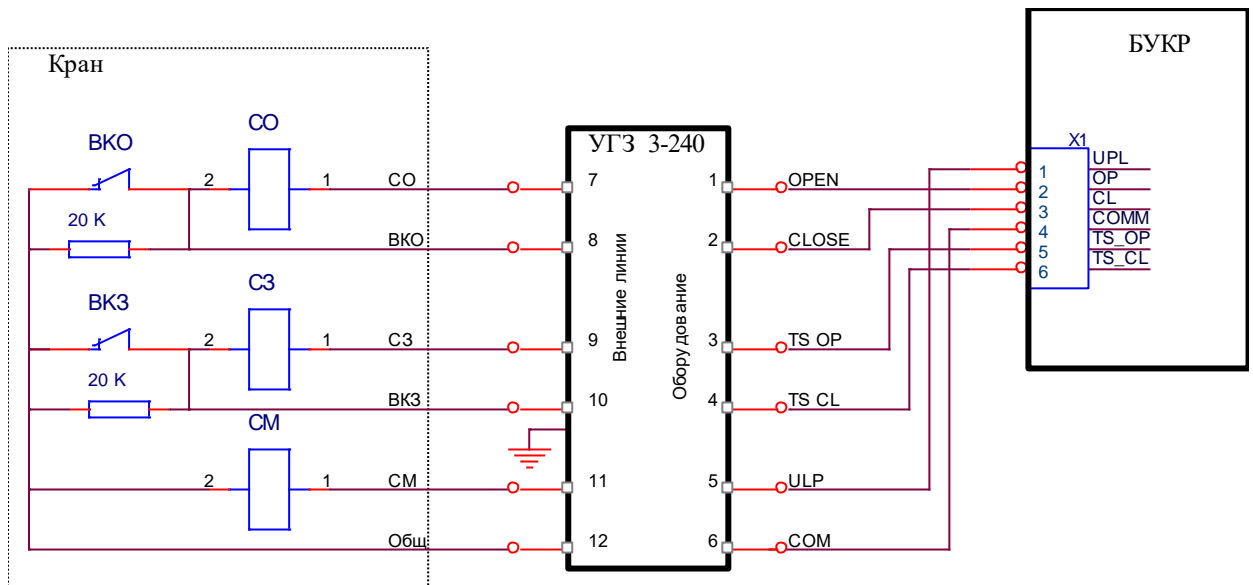 Кран
БУКР
СО
ВКО
2
1
СО
20 К
ВКО
СЗ
ВКЗ
2
1
СЗ
20 К
ВКЗ
СМ
2
1
СМ
Общ
УГЗ 3-240
7
8
9
10
11
12
Внешние линии
Оборудование
1
2
3
4
5
6
OPEN
CLOSE
TS OP
TS CL
ULP
COM
X1
1
2
3
4
5
6
UPL
OP
CL
COMM
TS_OP
TS_CL